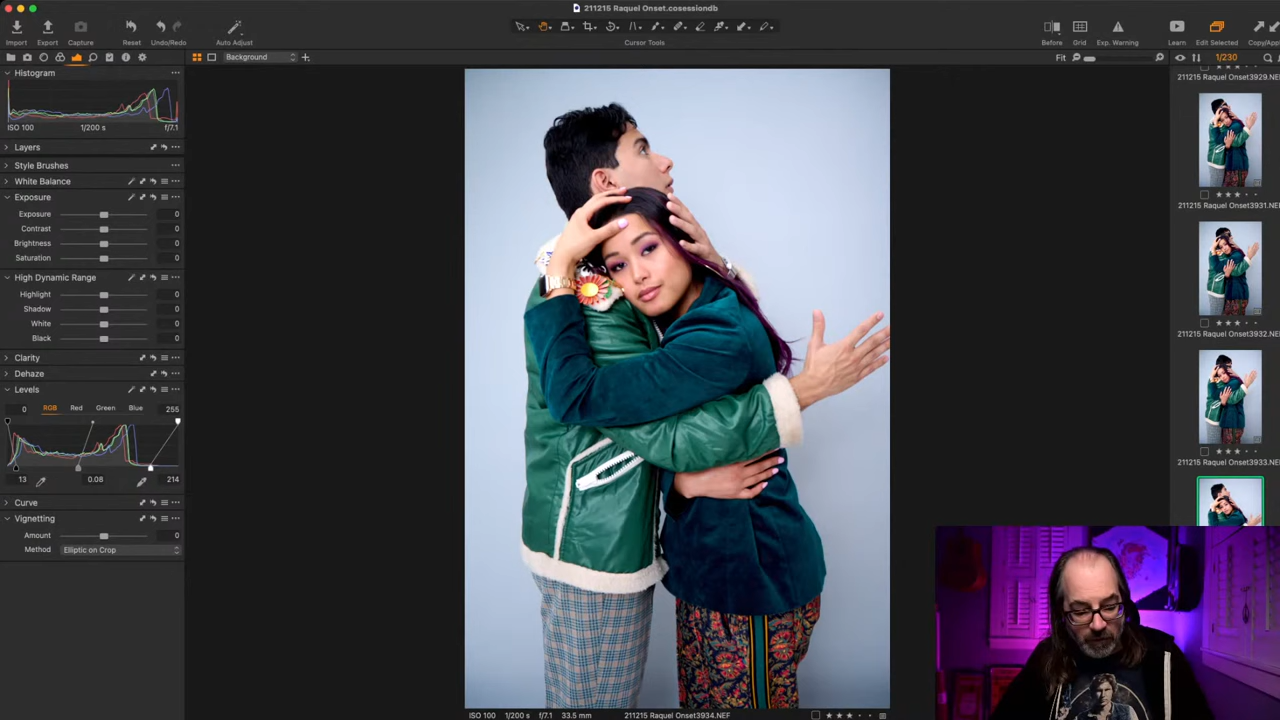 211215 Raquel Onset.cosessiondb
Import
Export
Capture
Reset
Undo/Redo
Auto Adjust
Cursor Tools
Before
Grid
Exp. Warning
Learn
Edit Selected
Copy/App
Background
Fit
1/230
Histogram
ISO 100
1/200 s
f/7.1
Layers
Style Brushes
White Balance
Exposure
Exposure 0
Contrast 0
Brightness 0
Saturation 0
High Dynamic Range
Highlight 0
Shadow 0
White 0
Black 0
Clarity
Dehaze
Levels
0 RGB Red Green Blue 255
13 0.08 214
Curve
Vignetting
Amount 0
Method Elliptic on Crop
211215 Raquel Onset3929.NEF
211215 Raquel Onset3931.NEF
211215 Raquel Onset3932.NEF
211215 Raquel Onset3933.NEF
ISO 100 1/200 s f/7.1 33.5 mm 211215 Raquel Onset3934.NEF